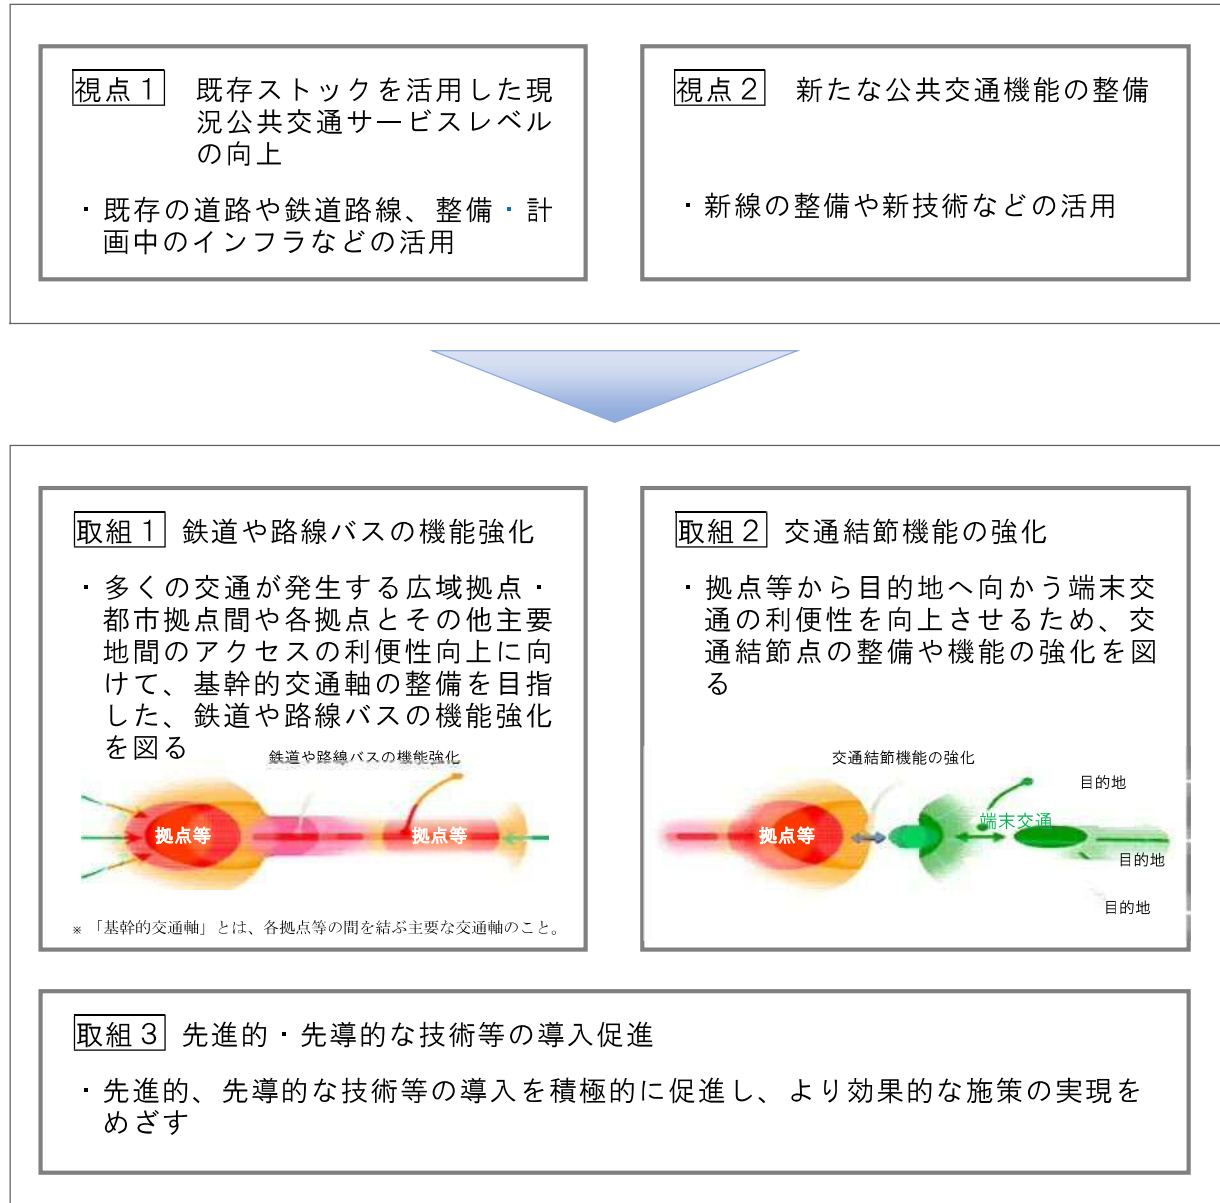 視点１　既存ストックを活用した現
況公共交通サービスレベル
の向上
・既存の道路や鉄道路線、整備・計
画中のインフラなどの活用
視点２　新たな公共交通機能の整備
・新線の整備や新技術などの活用
取組１ 鉄道や路線バスの機能強化
・多くの交通が発生する広域拠点・
都市拠点間や各拠点とその他主要
地間のアクセスの利便性向上に向
けて、基幹的交通軸の整備を目指
した、鉄道や路線バスの機能強化
を図る
鉄道や路線バスの機能強化
拠点等
拠点等
※ 「基幹的交通軸」とは、各拠点等の間を結ぶ主要な交通軸のこと。
取組２ 交通結節機能の強化
・拠点等から目的地へ向かう端末交
通の利便性を向上させるため、交
通結節点の整備や機能の強化を図
る
交通結節機能の強化
目的地
拠点等
端末交通
目的地
目的地
取組３ 先進的・先導的な技術等の導入促進
・先進的、先導的な技術等の導入を積極的に促進し、より効果的な施策の実現を
めざす